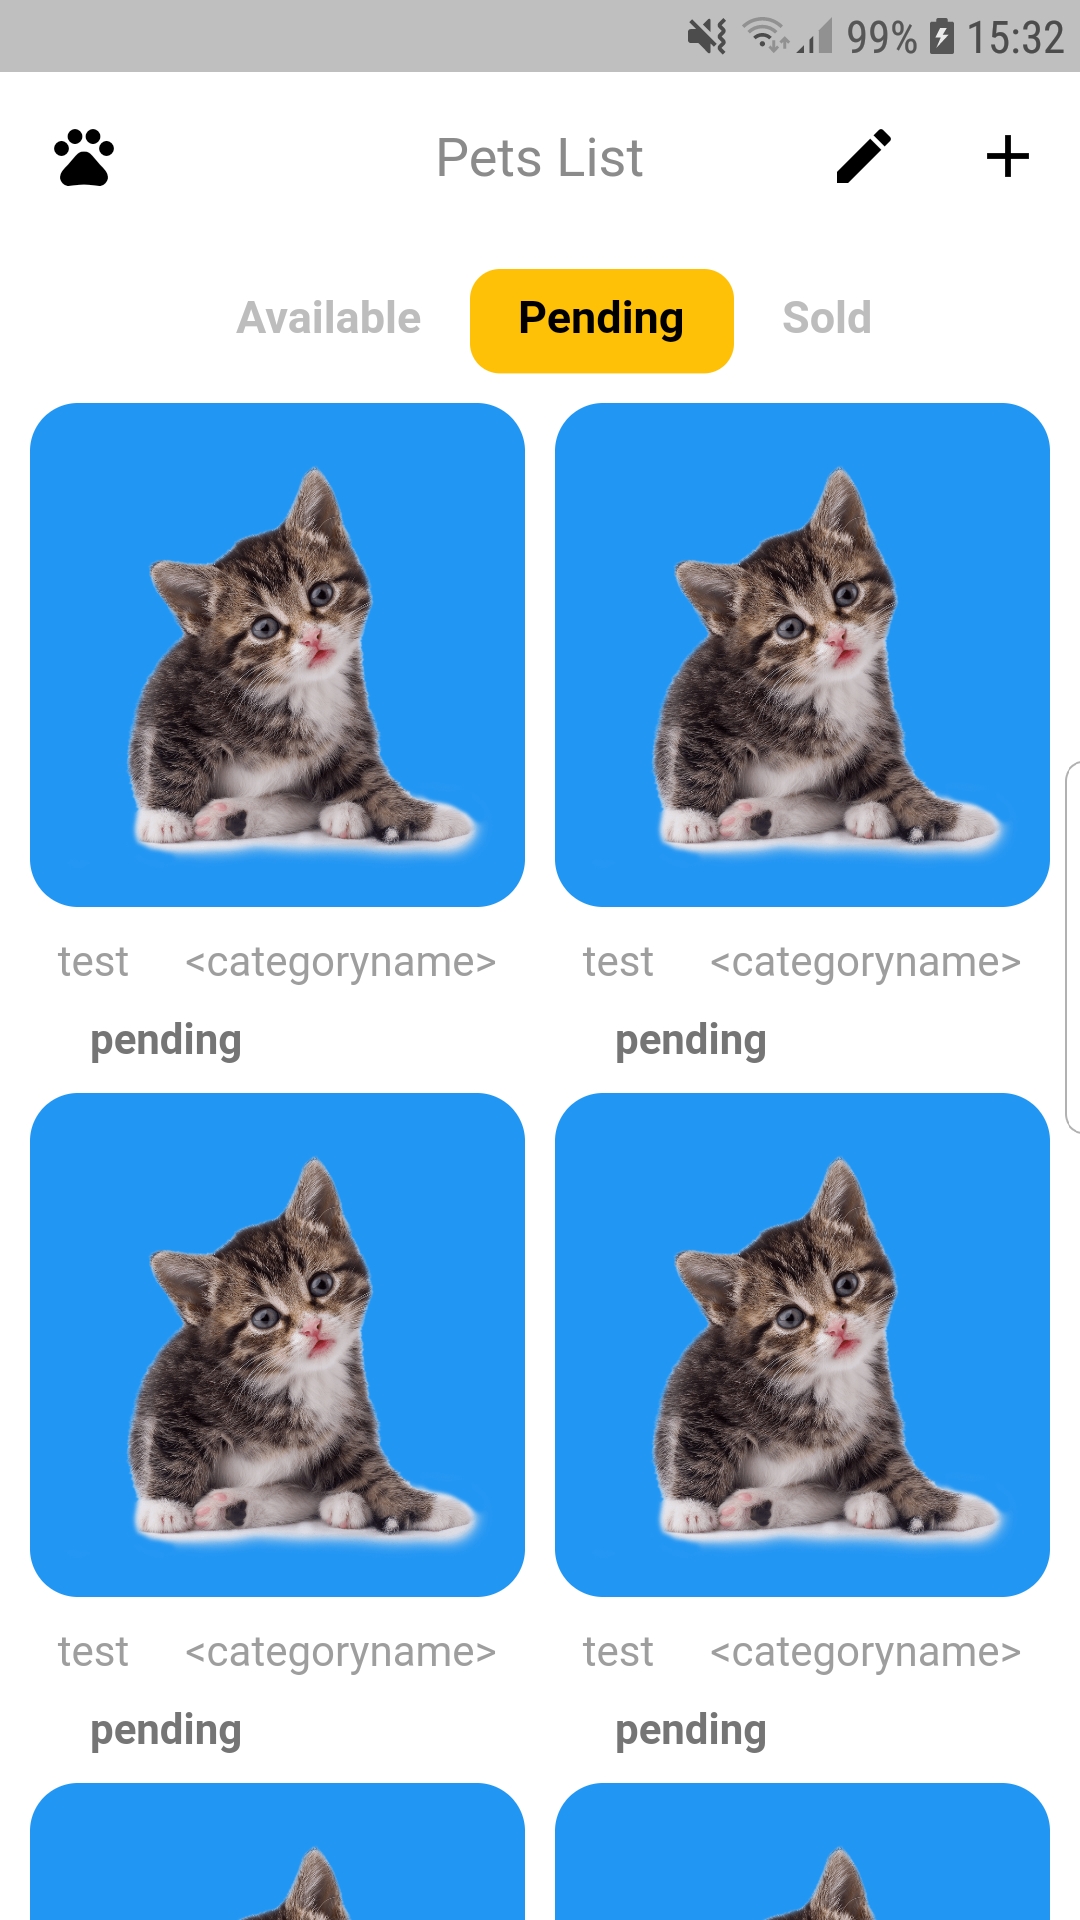 99% 15:32
Pets List
Available Pending Sold
test <categoryname> test <categoryname>
pending pending
test <categoryname> test <categoryname>
pending pending